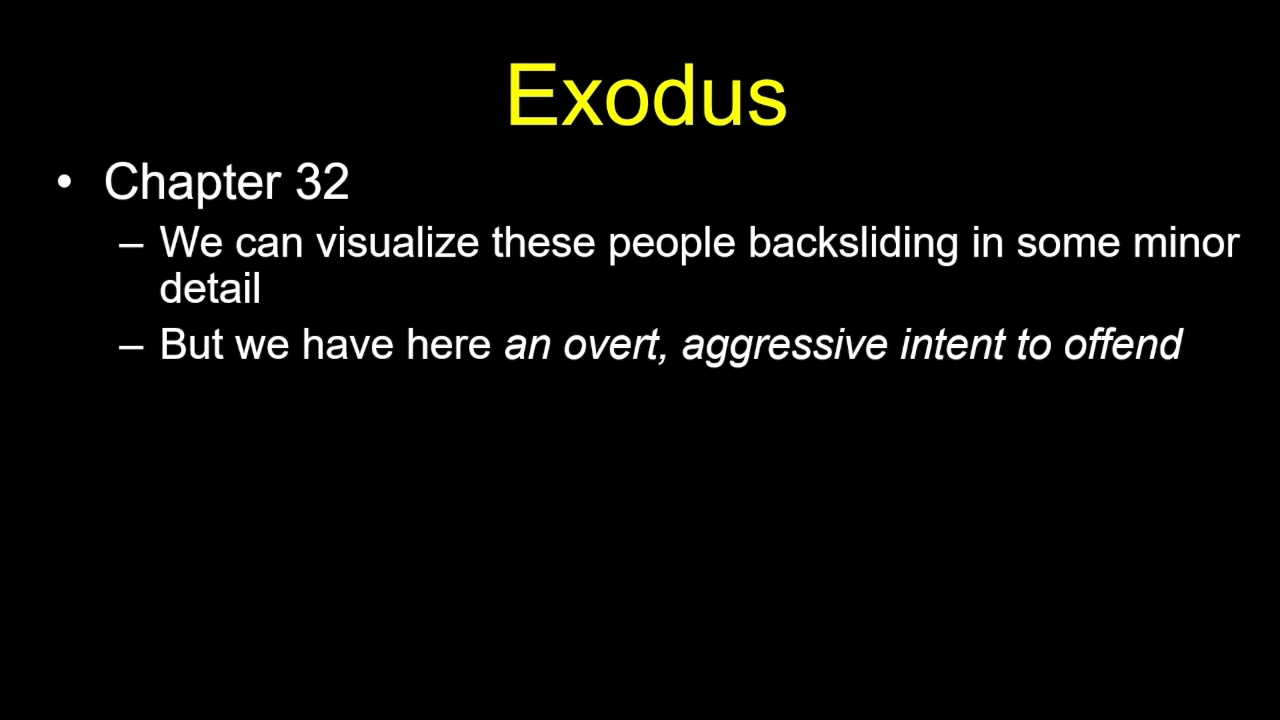 Exodus
• Chapter 32
– We can visualize these people backsliding in some minor
detail
– But we have here an overt, aggressive intent to offend